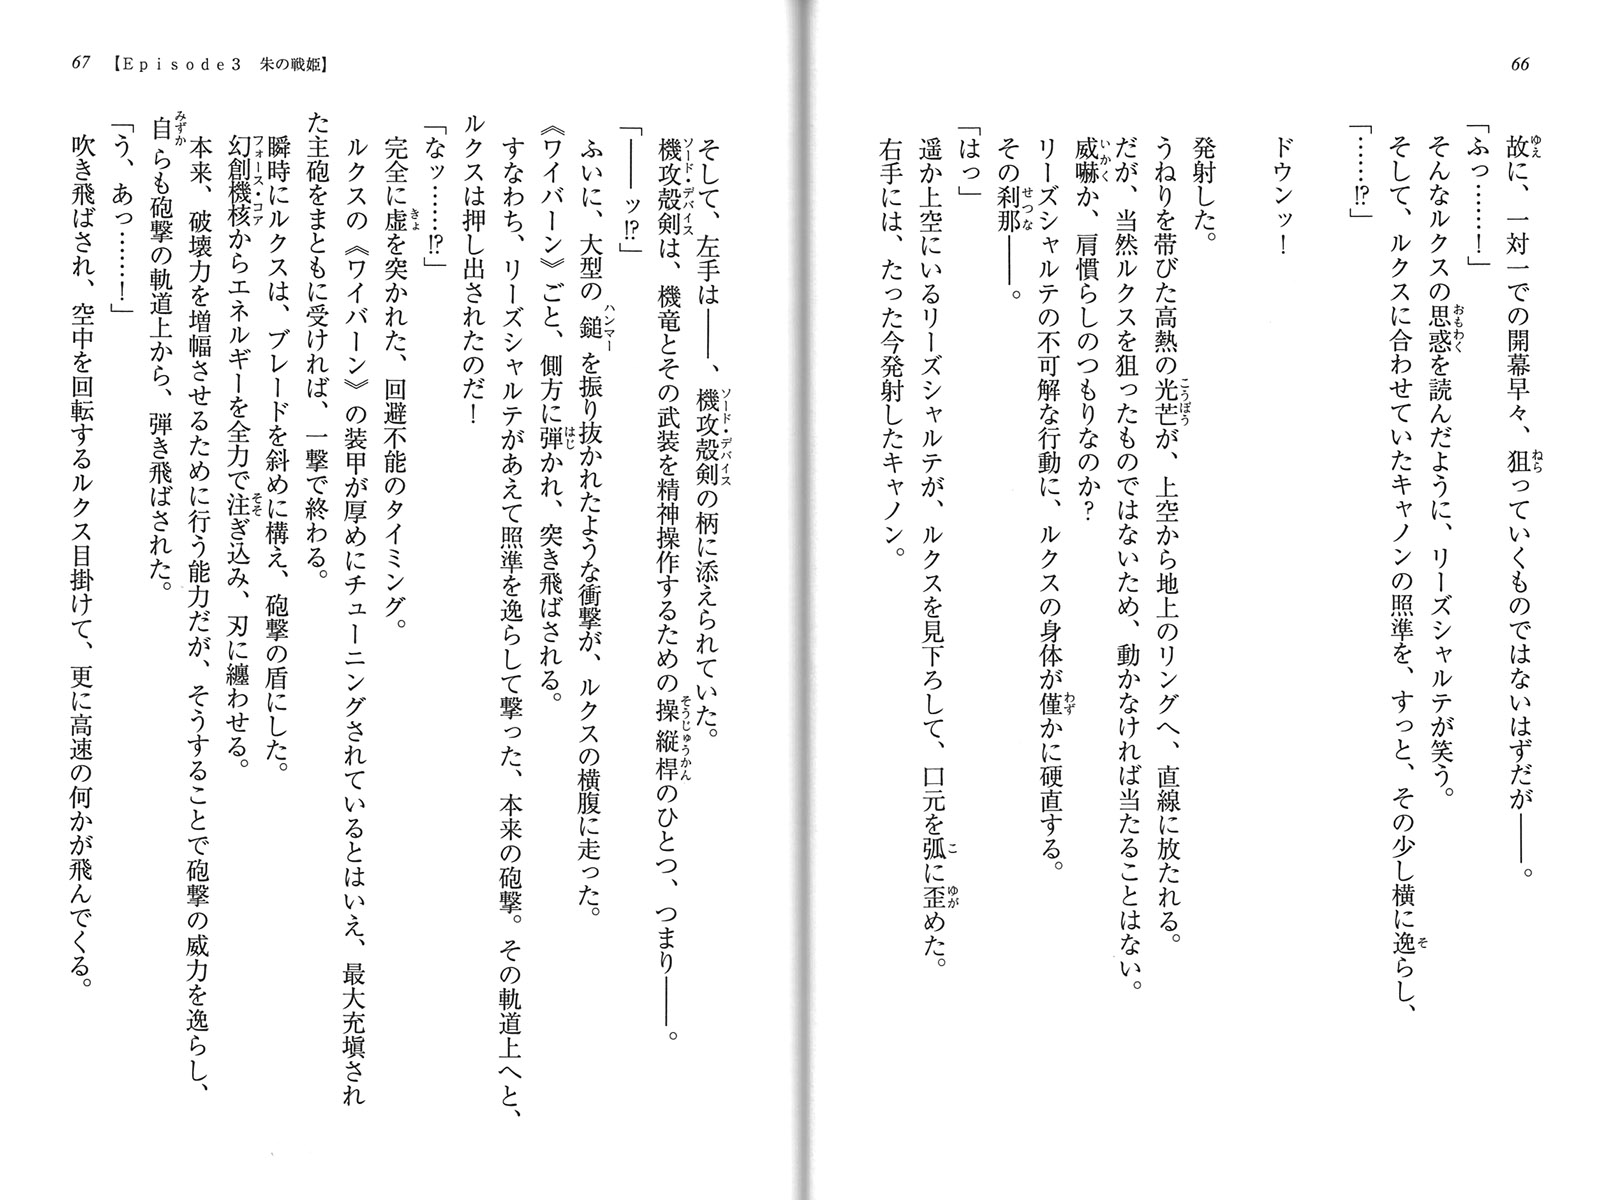 66
故に、一対一での開幕早々、狙っていくものではないはずだが――。
「ふっ……！」
そんなルクスの思惑を読んだように、リーズシャルテが笑う。
そして、ルクスに合わせていたキャノンの照準を、すっと、その少し横に逸らし、
「……!?」
ドウンッ！
発射した。
うねりを帯びた高熱の光芒が、上空から地上のリングへ、直線に放たれる。
だが、当然ルクスを狙ったものではないため、動かなければ当たることはない。
威嚇か、肩慣らしのつもりなのか？
リーズシャルテの不可解な行動に、ルクスの身体が僅かに硬直する。
その刹那――。
「はっ」
遥か上空にいるリーズシャルテが、ルクスを見下ろして、口元を弧に歪めた。
右手には、たった今発射したキャノン。
67 【Episode3 朱の戦姫】
そして、左手は――、機攻殻剣の柄に添えられていた。
機攻殻剣は、機竜とその武装を精神操作するための操縦桿のひとつ、つまり――。
「――ッ!?」
ふいに、大型の鎚を振り抜かれたような衝撃が、ルクスの横腹に走った。
《ワイバーン》ごと、側方に弾かれ、突き飛ばされる。
すなわち、リーズシャルテがあえて照準を逸らして撃った、本来の砲撃。その軌道上へと、
ルクスは押し出されたのだ！
「なッ……!?」
完全に虚を突かれた、回避不能のタイミング。
ルクスの《ワイバーン》の装甲が厚めにチューニングされているとはいえ、最大充塡され
た主砲をまともに受ければ、一撃で終わる。
瞬時にルクスは、ブレードを斜めに構え、砲撃の盾にした。
幻創機核からエネルギーを全力で注ぎ込み、刃に纏わせる。
本来、破壊力を増幅させるために行う能力だが、そうすることで砲撃の威力を逸らし、
自らも砲撃の軌道上から、弾き飛ばされた。
「う、あっ………！」
吹き飛ばされ、空中を回転するルクス目掛けて、更に高速の何かが飛んでくる。